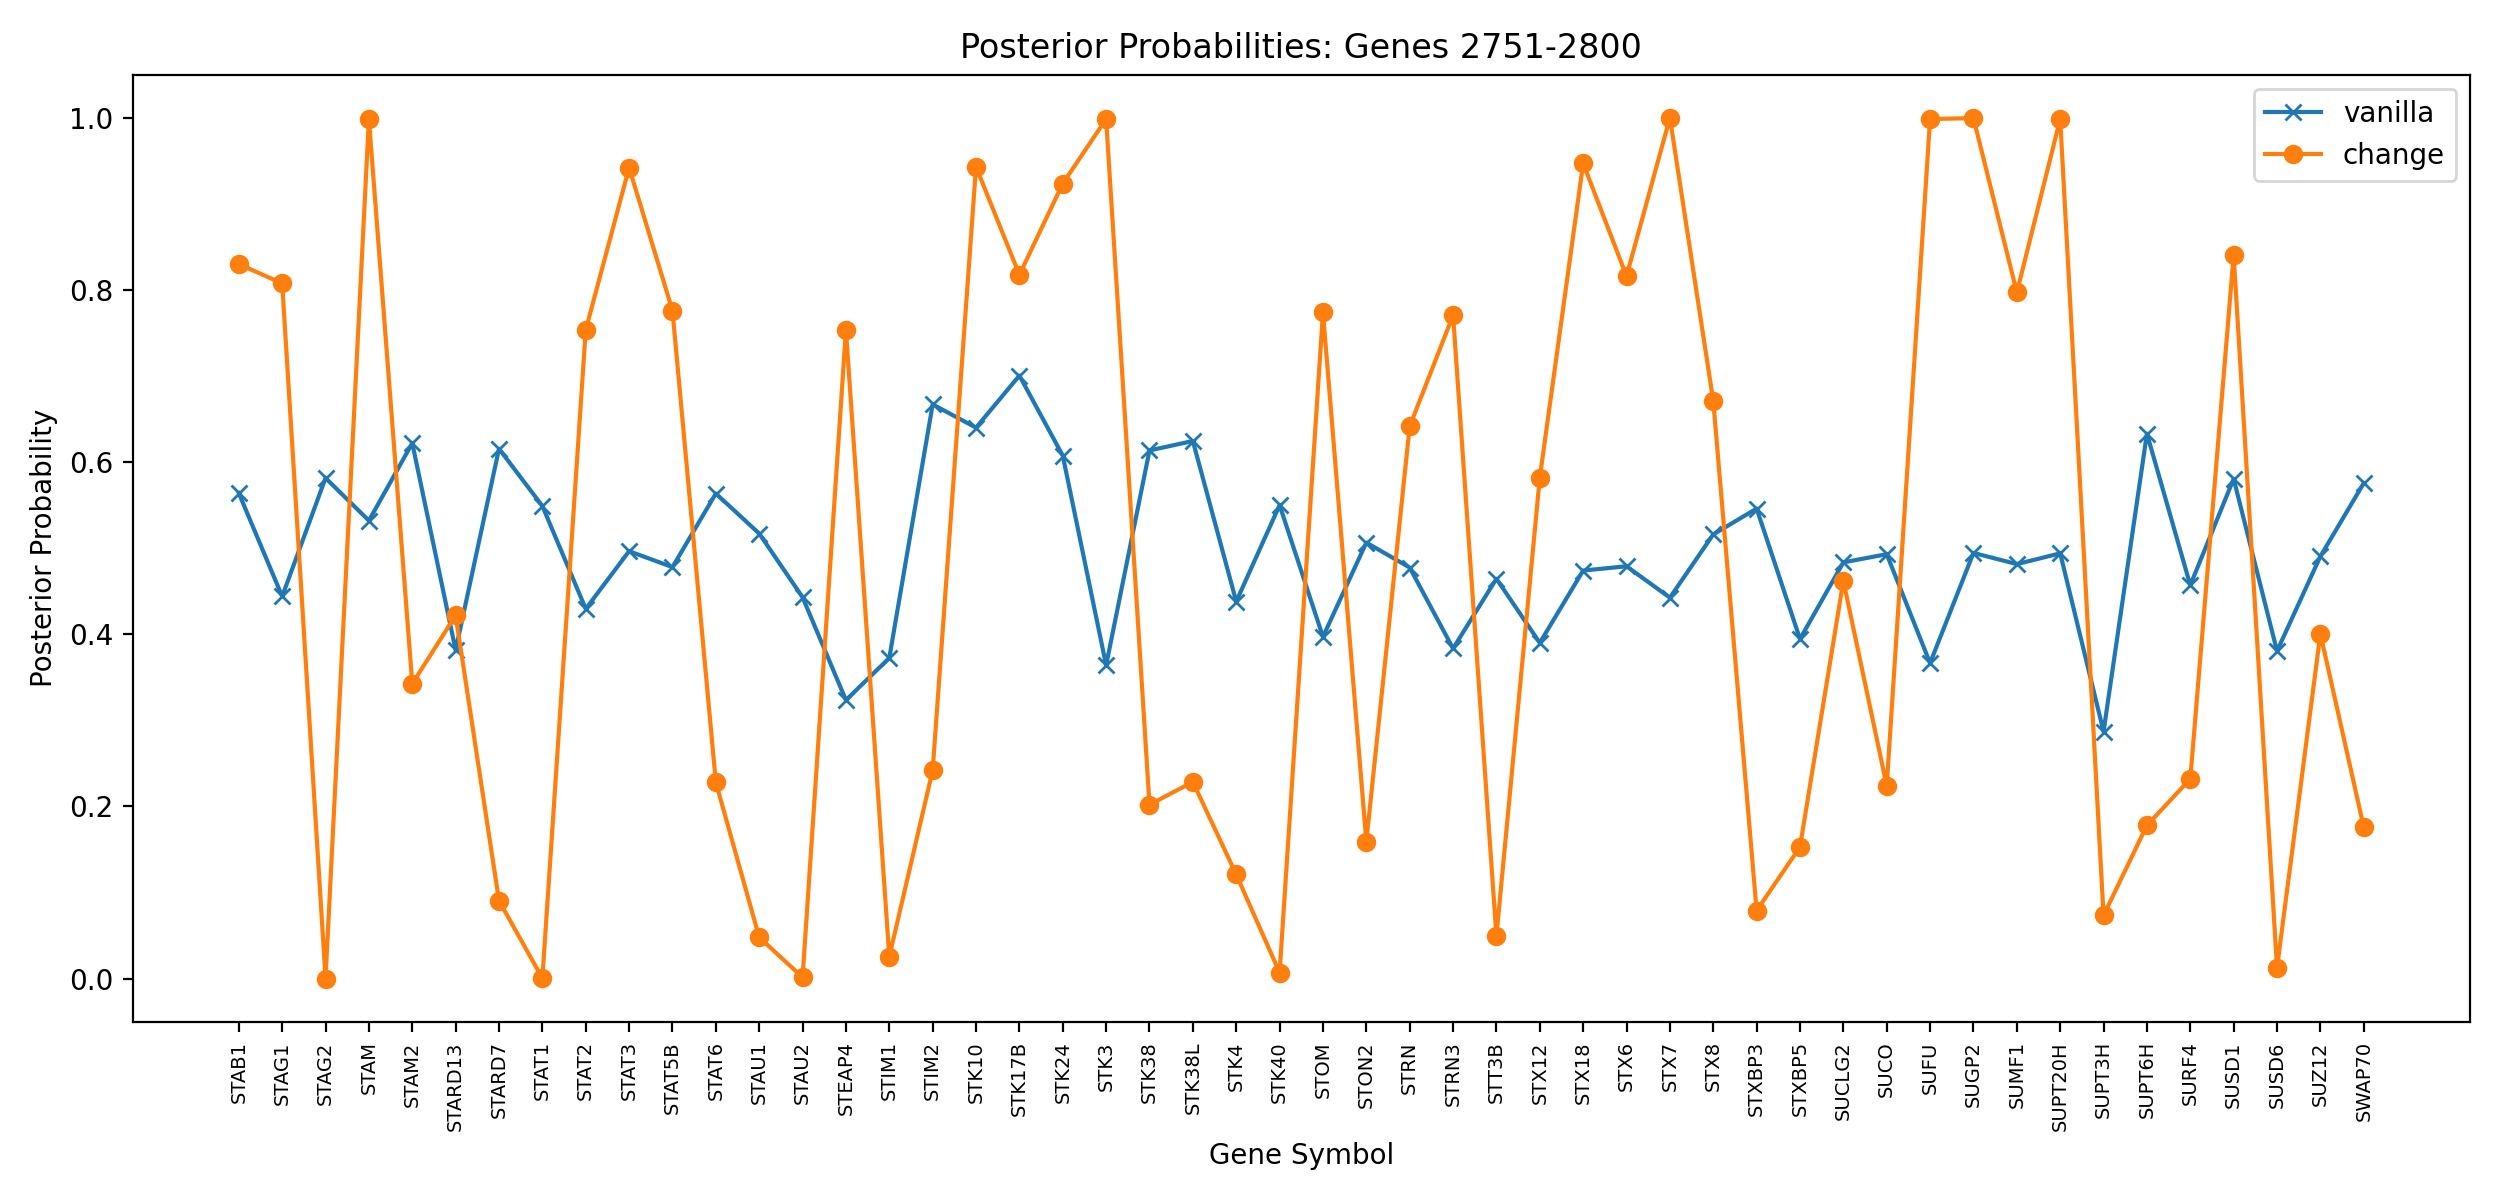 Posterior Probabilities: Genes 2751-2800
vanilla
change
Posterior Probability
1.0
0.8
0.6
0.4
0.2
0.0
STAB1
STAG1
STAG2
STAM
STAM2
STARD13
STARD7
STAT1
STAT2
STAT3
STAT5B
STAT6
STAU1
STAU2
STEAP4
STIM1
STIM2
STK10
STK17B
STK24
STK3
STK38
STK38L
STK4
STK40
STOM
STON2
STRN
STRN3
STT3B
STX12
STX18
STX6
STX7
STX8
STXBP3
STXBP5
SUCLG2
SUCO
SUFU
SUGP2
SUMF1
SUPT20H
SUPT3H
SUPT6H
SURF4
SUSD1
SUSD6
SUZ12
SWAP70
Gene Symbol